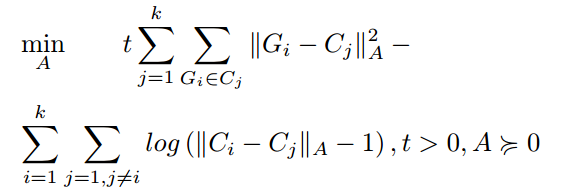 min_A t ∑_{j=1}^{k} ∑_{G_i∈C_j} ‖G_i − C_j‖_A^2 −
∑_{i=1}^{k} ∑_{j=1,j≠i} log (‖C_i − C_j‖_A − 1) , t > 0, A ≽ 0